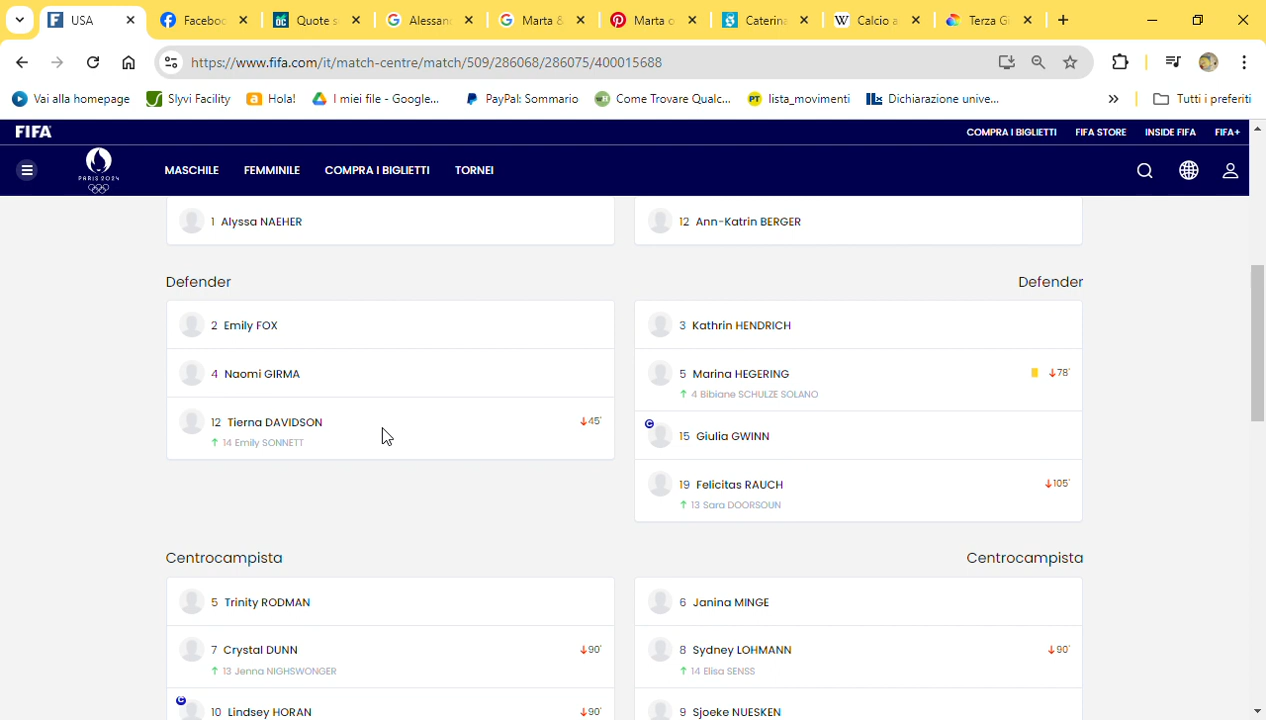 USA
Facebo
Quote s
Alessan
Marta &
Marta o
Caterina
Calcio a
Terza Gi
https://www.fifa.com/it/match-centre/match/509/286068/286075/400015688
Vai alla homepage
Slyvi Facility
Hola!
I miei file - Google...
PayPal: Sommario
Come Trovare Qualc...
lista_movimenti
Dichiarazione unive...
Tutti i preferiti
FIFA
COMPRA I BIGLIETTI
FIFA STORE
INSIDE FIFA
FIFA+
PARIS 2024
MASCHILE
FEMMINILE
COMPRA I BIGLIETTI
TORNEI
1 Alyssa NAEHER
12 Ann-Katrin BERGER
Defender
Defender
2 Emily FOX
3 Kathrin HENDRICH
4 Naomi GIRMA
5 Marina HEGERING
78'
4 Bibiane SCHULZE SOLANO
12 Tierna DAVIDSON
45'
14 Emily SONNETT
C
15 Giulia GWINN
19 Felicitas RAUCH
105'
13 Sara DOORSOUN
Centrocampista
Centrocampista
5 Trinity RODMAN
6 Janina MINGE
7 Crystal DUNN
90'
13 Jenna NIGHSWONGER
8 Sydney LOHMANN
90'
14 Elisa SENSS
C
10 Lindsey HORAN
90'
9 Sjoeke NUESKEN